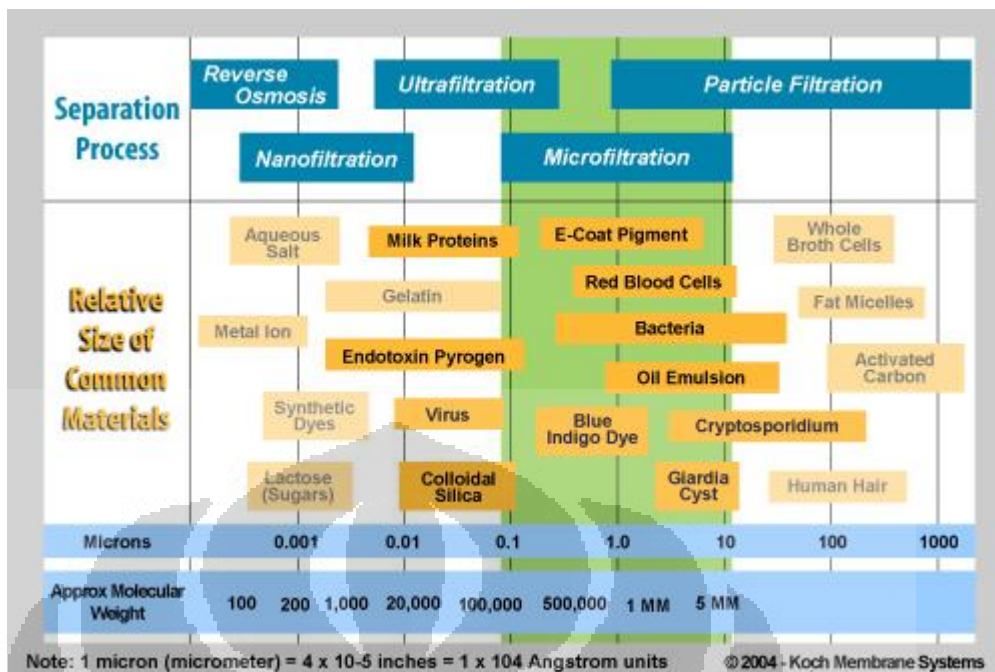 Separation
Process
Reverse
Osmosis
Ultrafiltration
Particle Filtration
Nanofiltration
Microfiltration
Relative
Size of
Common
Materials
Aqueous
Salt
Milk Proteins
E-Coat Pigment
Whole
Broth Cells
Gelatin
Red Blood Cells
Fat Micelles
Metal Ion
Bacteria
Endotoxin Pyrogen
Activated
Carbon
Oil Emulsion
Synthetic
Dyes
Virus
Blue
Indigo Dye
Cryptosporidium
Lactose
(Sugars)
Colloidal
Silica
Giardia
Cyst
Human Hair
Microns 0.001 0.01 0.1 1.0 10 100 1000
Approx Molecular
Weight
100 200 1,000 20,000 100,000 500,000 1 MM 5 MM
Note: 1 micron (micrometer) = 4 x 10-5 inches = 1 x 104 Angstrom units
©2004 - Koch Membrane Systems